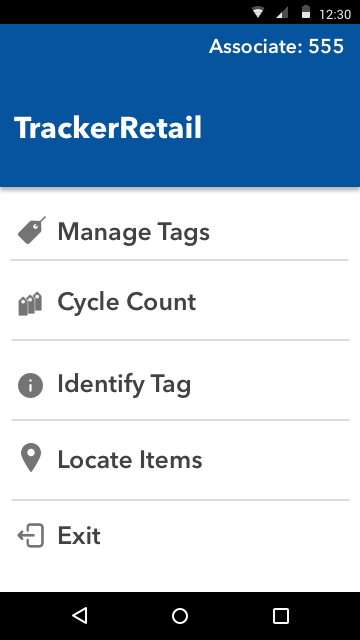 12:30
Associate: 555
TrackerRetail
Manage Tags
Cycle Count
Identify Tag
Locate Items
Exit